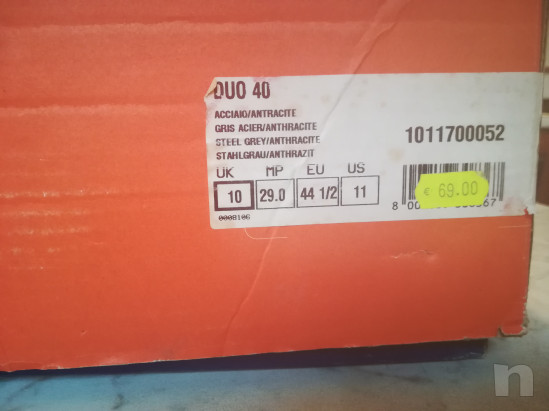 DUO 40
ACCIAIO/ANTRACITE
GRIS ACIER/ANTHRACITE
STEEL GREY/ANTHRACITE
STAHLGRAU/ANTHRAZIT
1011700052
UK MP EU US
10 29.0 44 1/2 11
€ 69.00
n